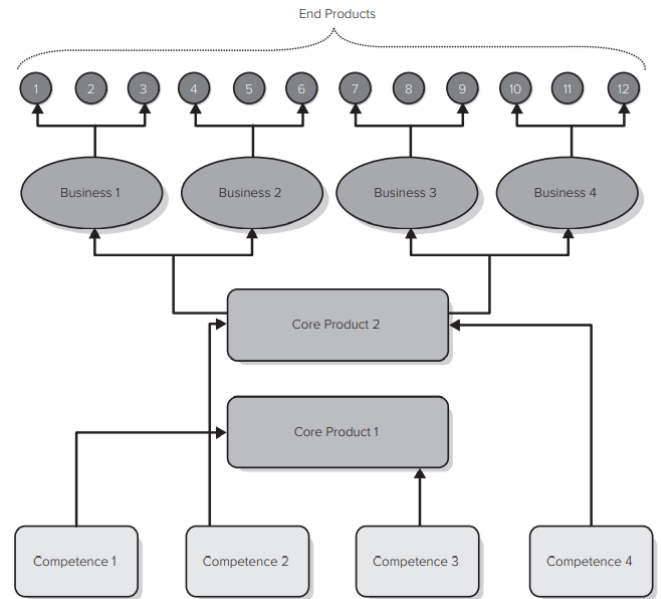 End Products
1 2 3 4 5 6 7 8 9 10 11 12
Business 1 Business 2 Business 3 Business 4
Core Product 2
Core Product 1
Competence 1 Competence 2 Competence 3 Competence 4